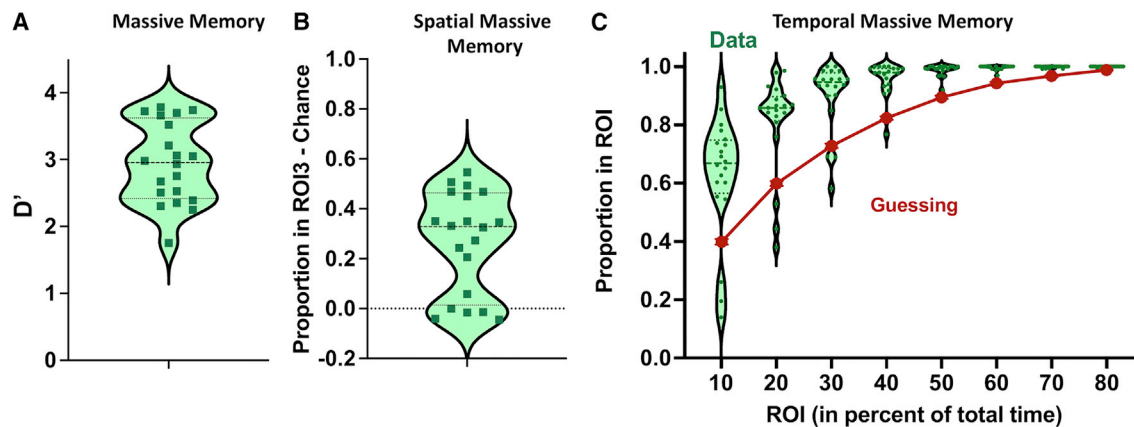 A
Massive Memory
D'
4
3
2
1
0
B
Spatial Massive
Memory
Proportion in ROI3 - Chance
1.0
0.8
0.6
0.4
0.2
0.0
-0.2
C
Temporal Massive Memory
Data
Guessing
Proportion in ROI
1.0
0.8
0.6
0.4
0.2
0.0
10 20 30 40 50 60 70 80
ROI (in percent of total time)